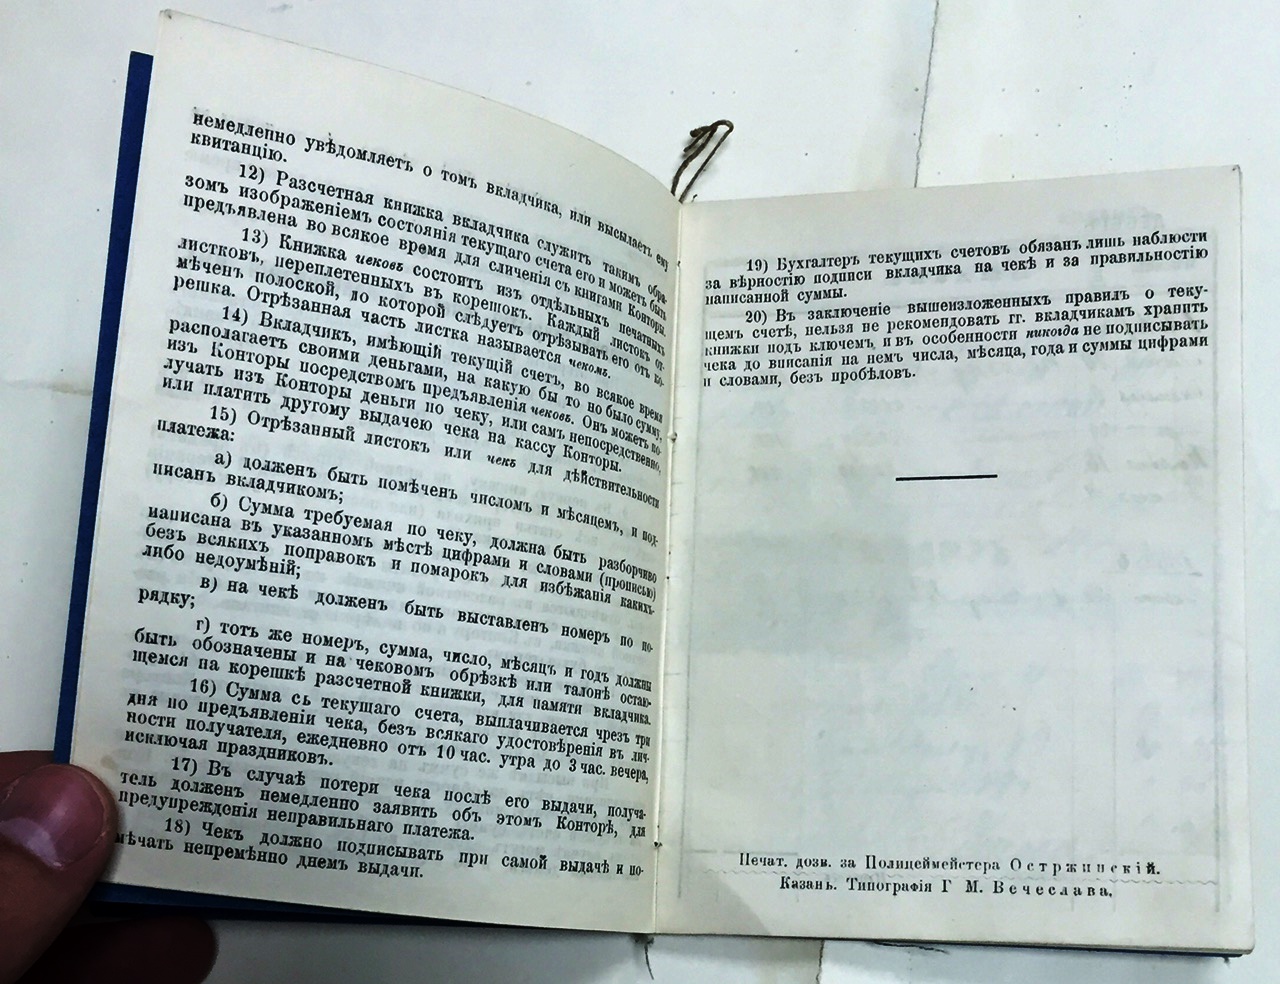 немедленно увѣдомляетъ о томъ вкладчика, или высылаетъ ему
квитанцію.
12) Разсчетная книжка вкладчика служитъ такимъ обра-
зомъ изображеніемъ состоянія текущаго счета его и можетъ быть
предъявлена во всякое время для сличенія съ книгами Конторы.
13) Книжка чековъ состоитъ изъ отдѣльныхъ печатныхъ
листковъ, переплетенныхъ въ корешокъ. Каждый листокъ от-
мѣченъ полоской, по которой слѣдуетъ отрѣзывать его отъ ко-
решка. Отрѣзанная часть листка называется чекомъ.
14) Вкладчик, имѣющій текущій счетъ, во всякое время
располагаетъ своими деньгами, на какую бы то но было сумму,
изъ Конторы посредствомъ предъявленія чековъ. Онъ можетъ по-
лучать изъ Конторы деньги по чеку, или самъ непосредственно,
или платить другому выдачею чека на кассу Конторы.
15) Отрѣзанный листокъ или чекъ для дѣйствительности
платежа:
а) долженъ быть помѣченъ числомъ и мѣсяцемъ, и под-
писанъ вкладчикомъ;
б) Сумма требуемая по чеку, должна быть разборчиво
написана въ указанномъ мѣстѣ цифрами и словами (прописью)
безъ всякихъ поправокъ и помарокъ для избѣжанія какихъ-
либо недоумѣній;
в) на чекѣ долженъ быть выставленъ номеръ по по-
рядку;
г) тотъ же номеръ, сумма, число, мѣсяцъ и годъ должны
быть обозначены и на чековомъ обрѣзкѣ или талонѣ остаю-
щемся на корешкѣ разсчетной книжки, для памяти вкладчика.
16) Сумма съ текущаго счета, выплачивается чрезъ три
дня по предъявленіи чека, безъ всякаго удостовѣренія въ лич-
ности получателя, ежедневно отъ 10 час. утра до 3 час. вечера,
исключая праздниковъ.
17) Въ случаѣ потери чека послѣ его выдачи, получа-
тель долженъ немедленно заявить объ этомъ Конторѣ, для
предупрежденія неправильнаго платежа.
18) Чекъ должно подписывать при самой выдачѣ и по-
мѣчать непремѣнно днемъ выдачи.
19) Бухгалтеръ текущихъ счетовъ обязанъ лишь наблюсти
за вѣрностію подписи вкладчика на чекѣ и за правильностію
написанной суммы.
20) Въ заключеніе вышеизложенныхъ правилъ о теку-
щемъ счетѣ, нельзя не рекомендовать гг. вкладчикамъ хранить
книжки подъ ключемъ, и въ особенности никогда не подписывать
чека до вписанія на немъ числа, мѣсяца, года и суммы цифрами
и словами, безъ пробѣловъ.
Печат. дозв. за Полицеймейстера Остржинскій.
Казань. Типографія Г М. Вечеслава.